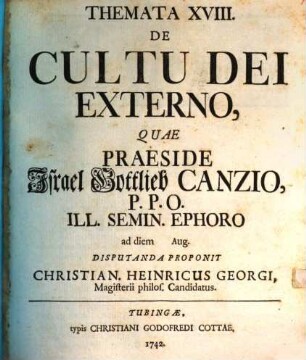 THEMATA XVIII.
DE
CULTU DEI
EXTERNO,
QUAE
PRAESIDE
Israel Gottlieb CANZIO,
P. P. O.
ILL. SEMIN. EPHORO
ad diem Aug.
DISPUTANDA PROPONIT
CHRISTIAN. HEINRICUS GEORGI,
Magisterii philos. Candidatus.
TUBINGÆ,
typis CHRISTIANI GODOFREDI COTTAE,
1742.